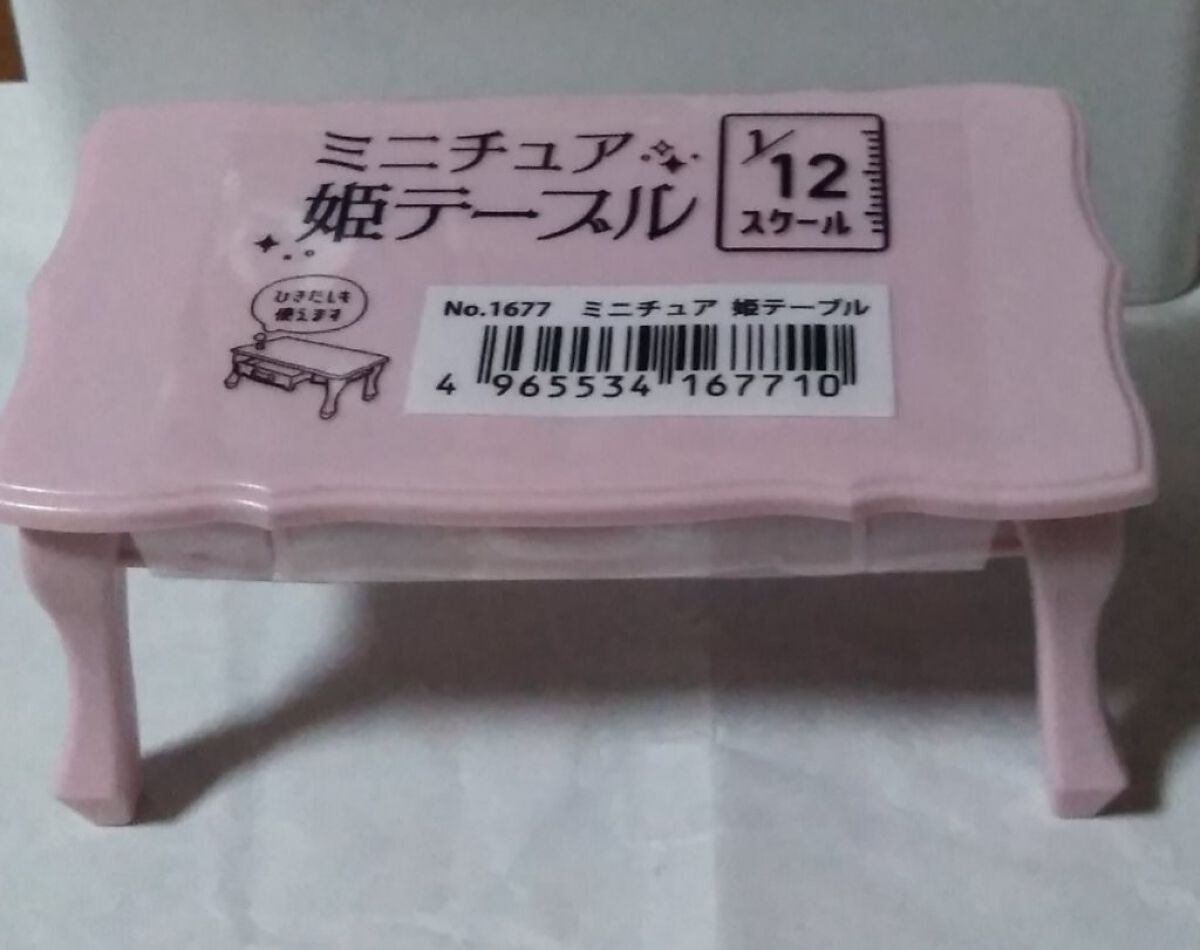 ミニチュア
姫テーブル
1/12
スケール
ひきだしも
使えます
No.1677 ミニチュア 姫テーブル
4 965534 167710